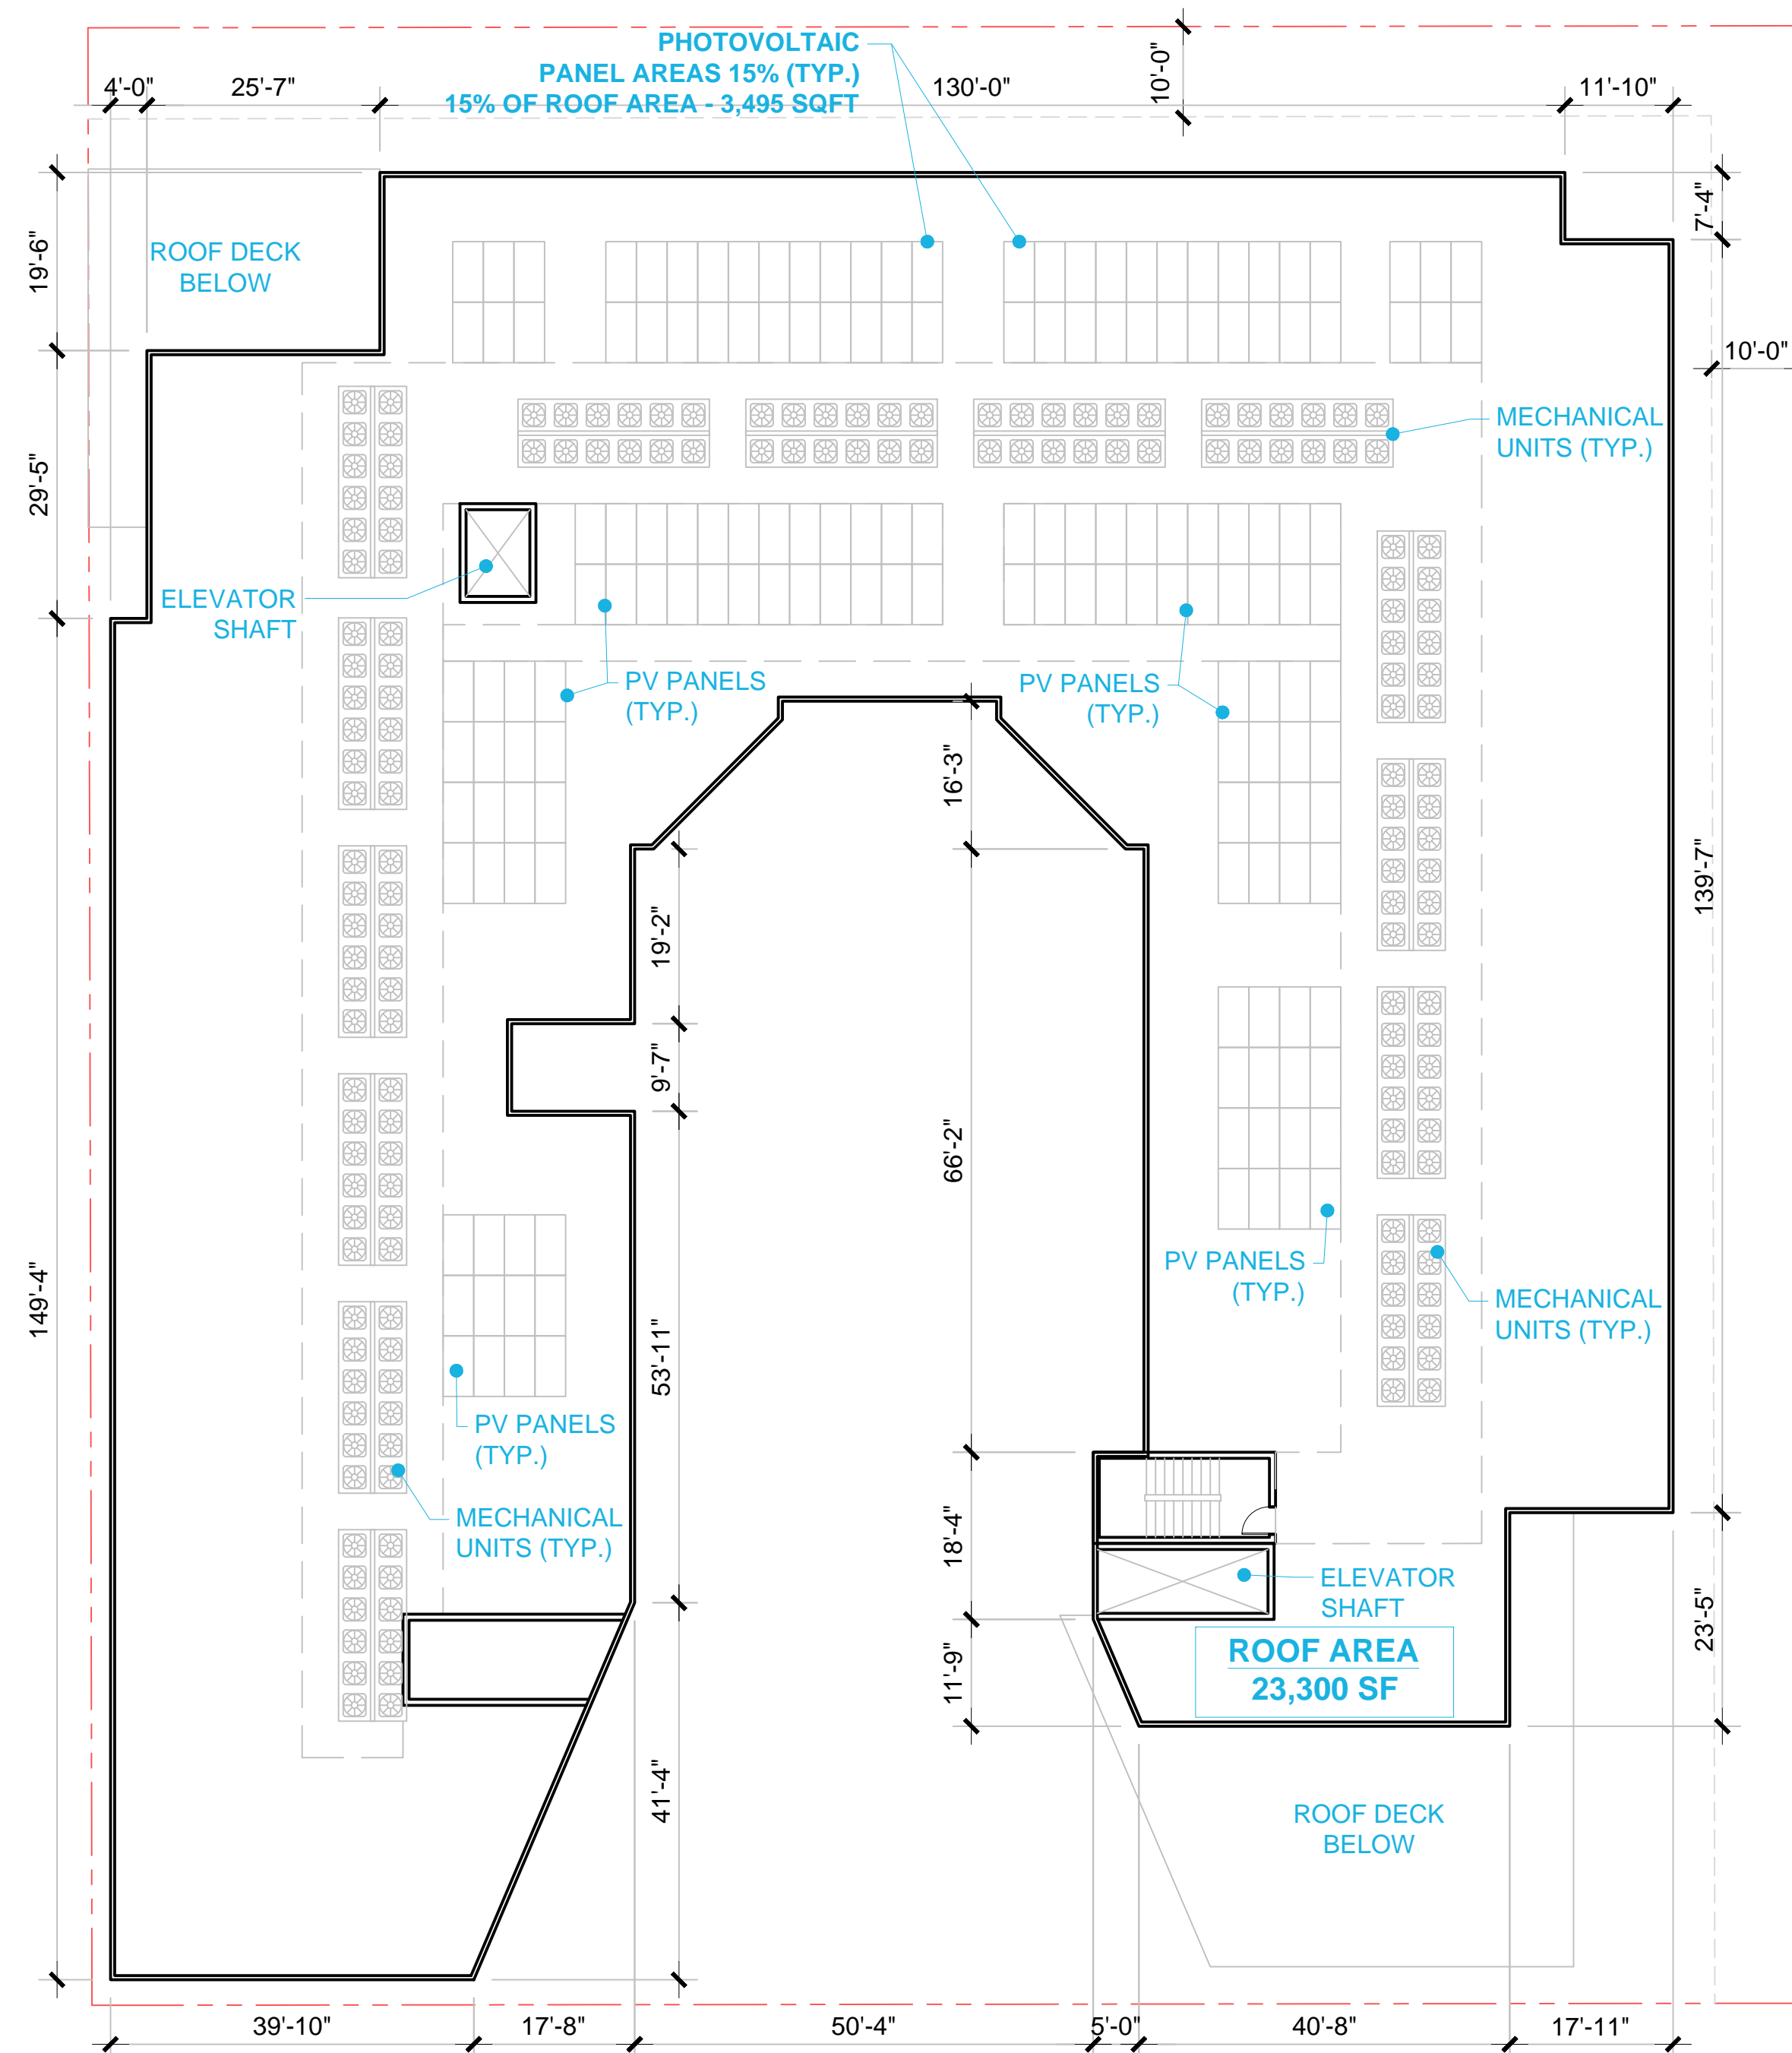 PHOTOVOLTAIC
PANEL AREAS 15% (TYP.)
15% OF ROOF AREA - 3,495 SQFT
4'-0"
25'-7"
130'-0"
10'-0"
11'-10"
19'-6"
ROOF DECK
BELOW
7'-4"
10'-0"
29'-5"
MECHANICAL
UNITS (TYP.)
ELEVATOR
SHAFT
PV PANELS
(TYP.)
PV PANELS
(TYP.)
16'-3"
139'-7"
19'-2"
9'-7"
66'-2"
149'-4"
53'-11"
PV PANELS
(TYP.)
MECHANICAL
UNITS (TYP.)
PV PANELS
(TYP.)
MECHANICAL
UNITS (TYP.)
18'-4"
ELEVATOR
SHAFT
23'-5"
11'-9"
ROOF AREA
23,300 SF
41'-4"
ROOF DECK
BELOW
39'-10"
17'-8"
50'-4"
5'-0"
40'-8"
17'-11"